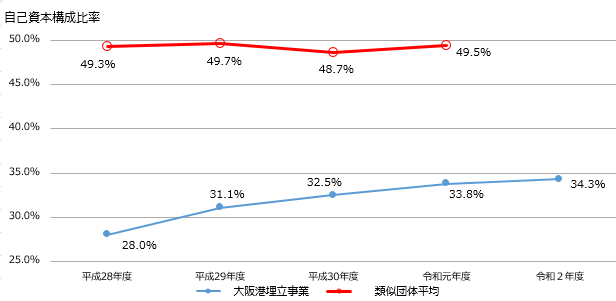 自己資本構成比率
50.0%
49.3%
49.7%
48.7%
49.5%
45.0%
40.0%
35.0%
28.0%
31.1%
32.5%
33.8%
34.3%
30.0%
25.0%
平成28年度
平成29年度
平成30年度
令和元年度
令和２年度
大阪港埋立事業
類似団体平均